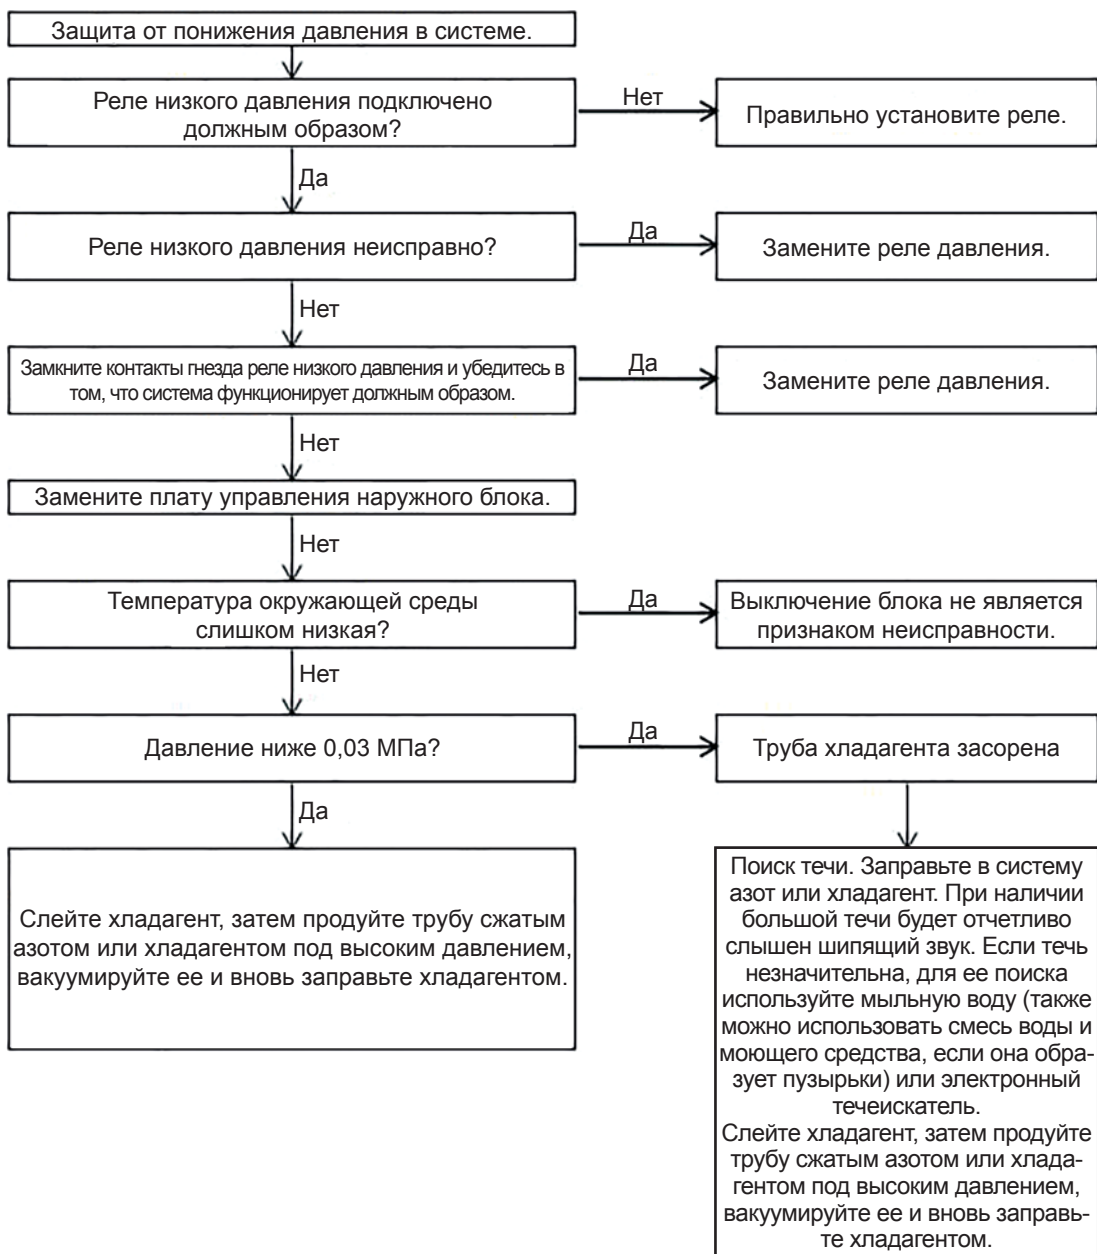 Защита от понижения давления в системе.
Реле низкого давления подключено
должным образом?
Нет
Правильно установите реле.
Да
Реле низкого давления неисправно?
Да
Замените реле давления.
Нет
Замкните контакты гнезда реле низкого давления и убедитесь в
том, что система функционирует должным образом.
Да
Замените реле давления.
Нет
Замените плату управления наружного блока.
Нет
Температура окружающей среды
слишком низкая?
Да
Выключение блока не является
признаком неисправности.
Нет
Давление ниже 0,03 МПа?
Да
Труба хладагента засорена
Да
Слейте хладагент, затем продуйте трубу сжатым
азотом или хладагентом под высоким давлением,
вакуумируйте ее и вновь заправьте хладагентом.
Поиск течи. Заправьте в систему
азот или хладагент. При наличии
большой течи будет отчетливо
слышен шипящий звук. Если течь
незначительна, для ее поиска
используйте мыльную воду (также
можно использовать смесь воды и
моющего средства, если она обра-
зует пузырьки) или электронный
течеискатель.
Слейте хладагент, затем продуйте
трубу сжатым азотом или хлада-
гентом под высоким давлением,
вакуумируйте ее и вновь заправь-
те хладагентом.